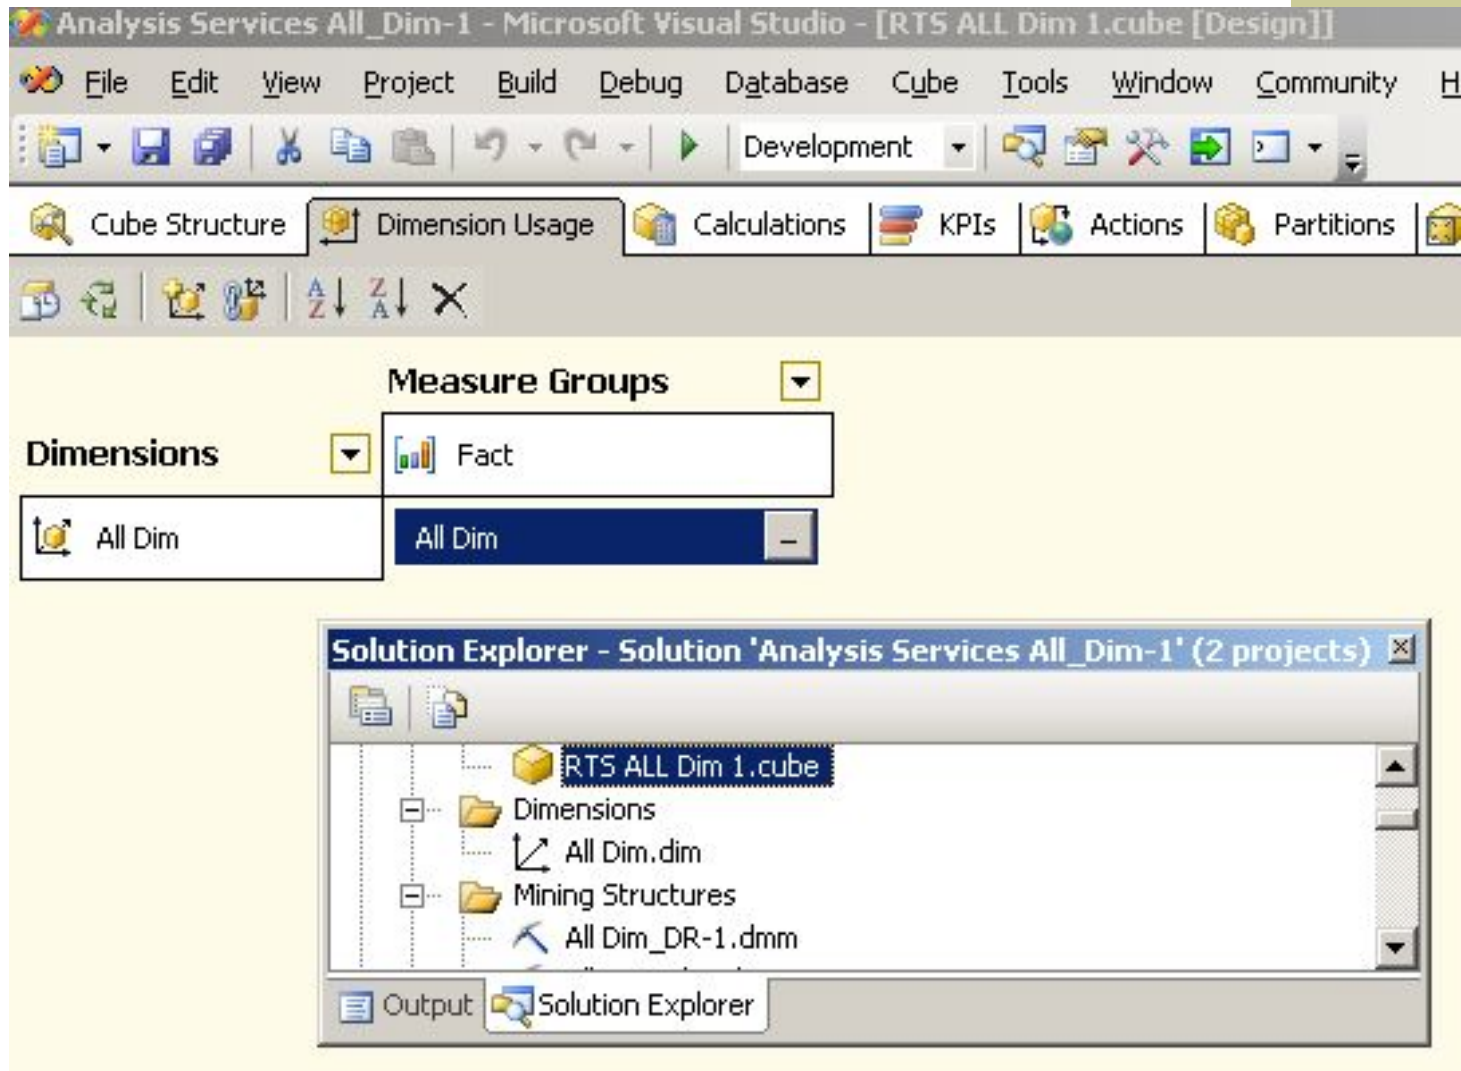 Analysis Services All_Dim-1 - Microsoft Visual Studio - [RTS ALL Dim 1.cube [Design]]
File Edit View Project Build Debug Database Cube Tools Window Community H
Development
Cube Structure Dimension Usage Calculations KPIs Actions Partitions
Measure Groups
Dimensions Fact
All Dim All Dim
Solution Explorer - Solution 'Analysis Services All_Dim-1' (2 projects)
RTS ALL Dim 1.cube
Dimensions
All Dim.dim
Mining Structures
All Dim_DR-1.dmm
Output Solution Explorer